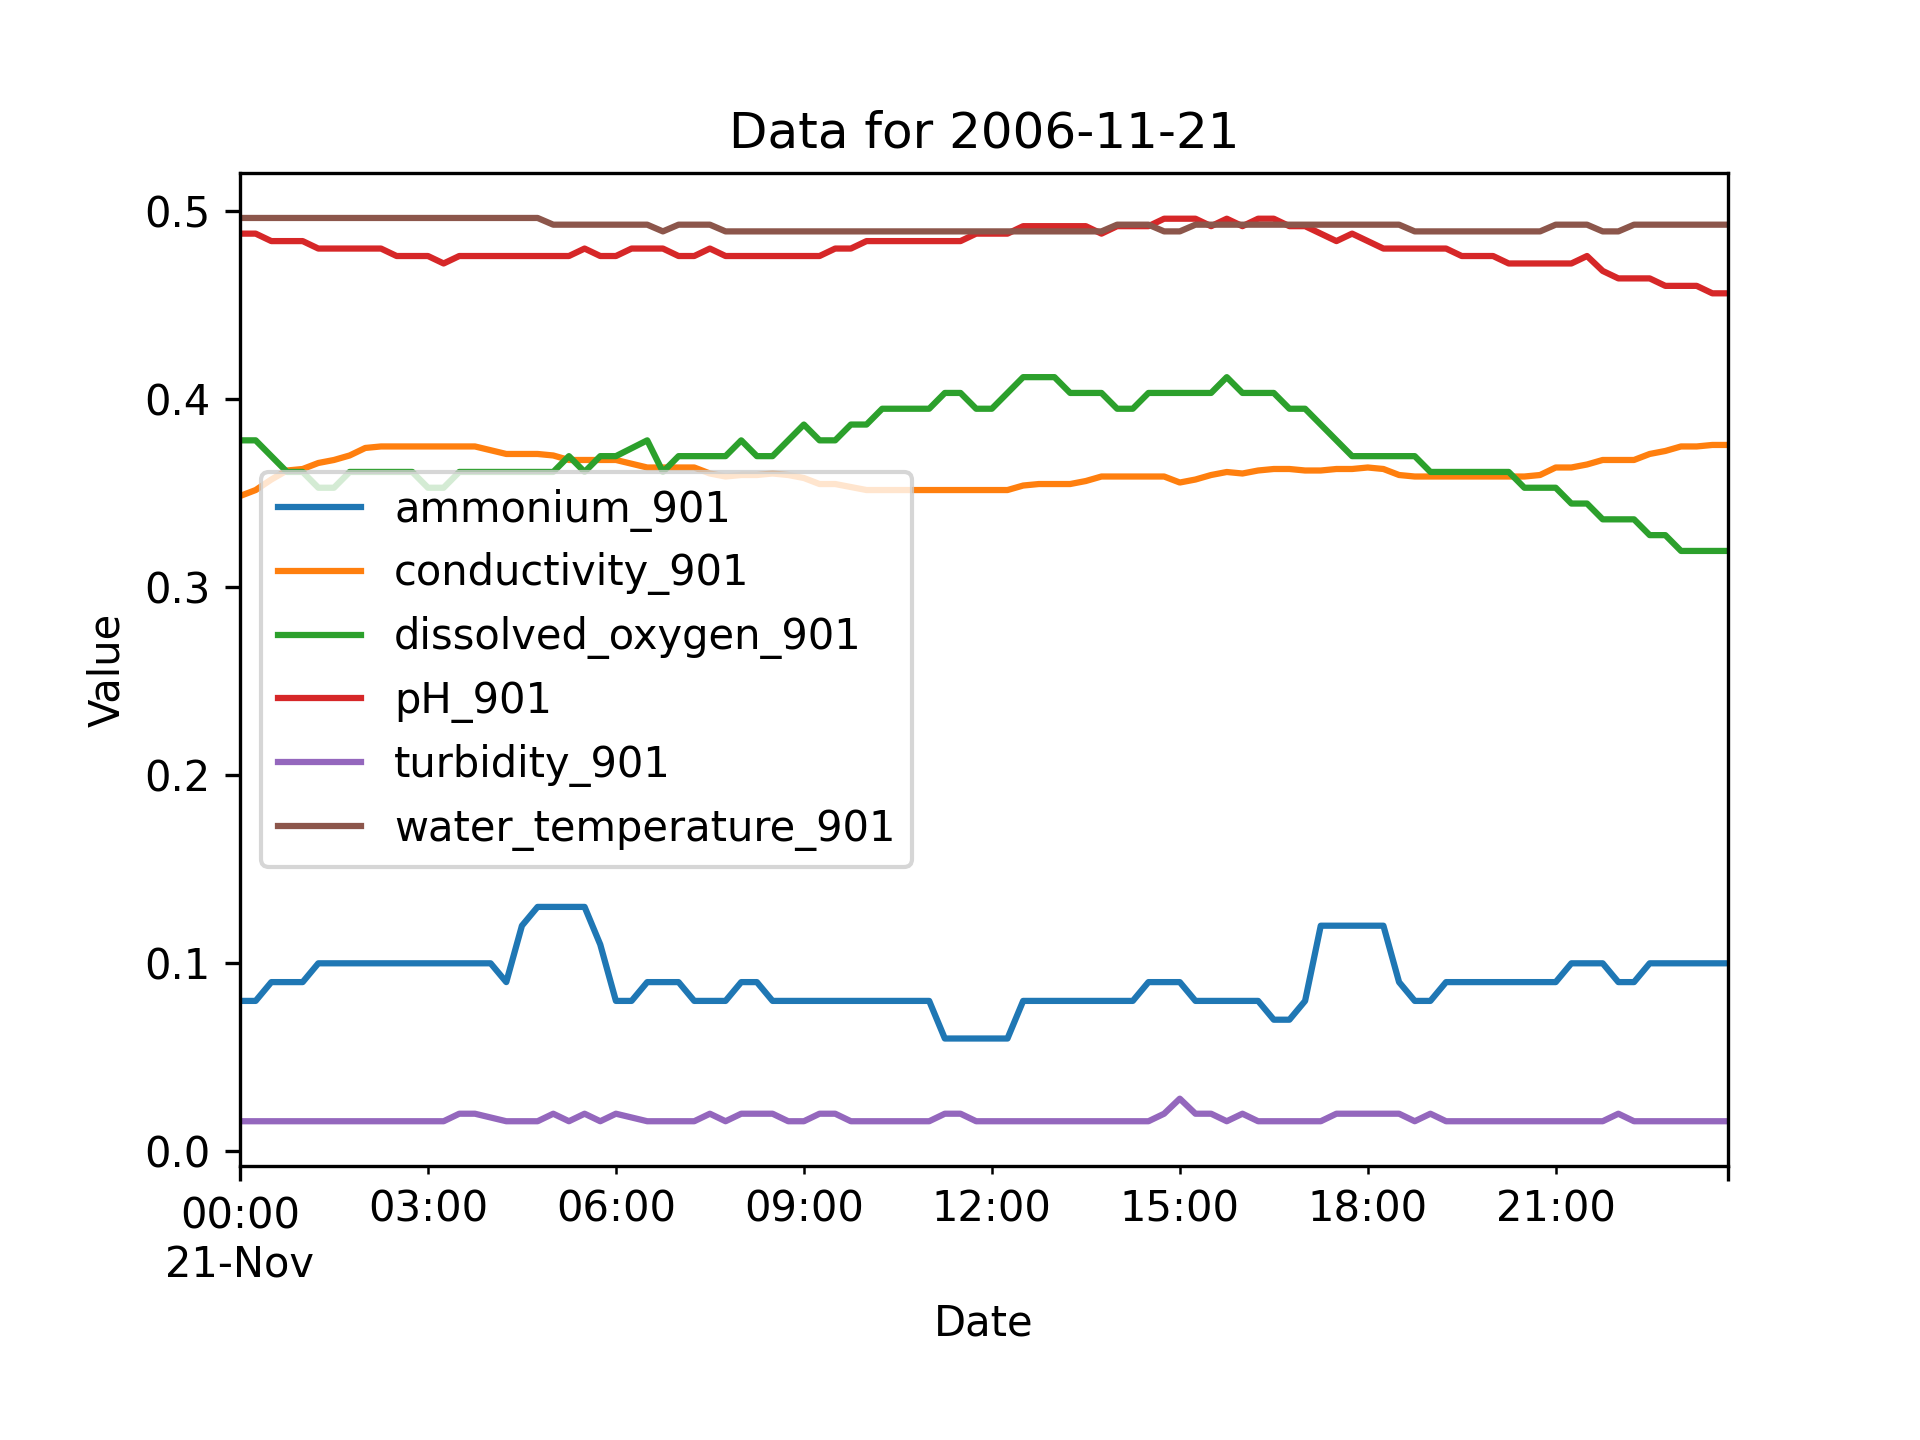 Data for 2006-11-21
Value
0.5
0.4
0.3
0.2
0.1
0.0
ammonium_901
conductivity_901
dissolved_oxygen_901
pH_901
turbidity_901
water_temperature_901
00:00 03:00 06:00 09:00 12:00 15:00 18:00 21:00
21-Nov
Date